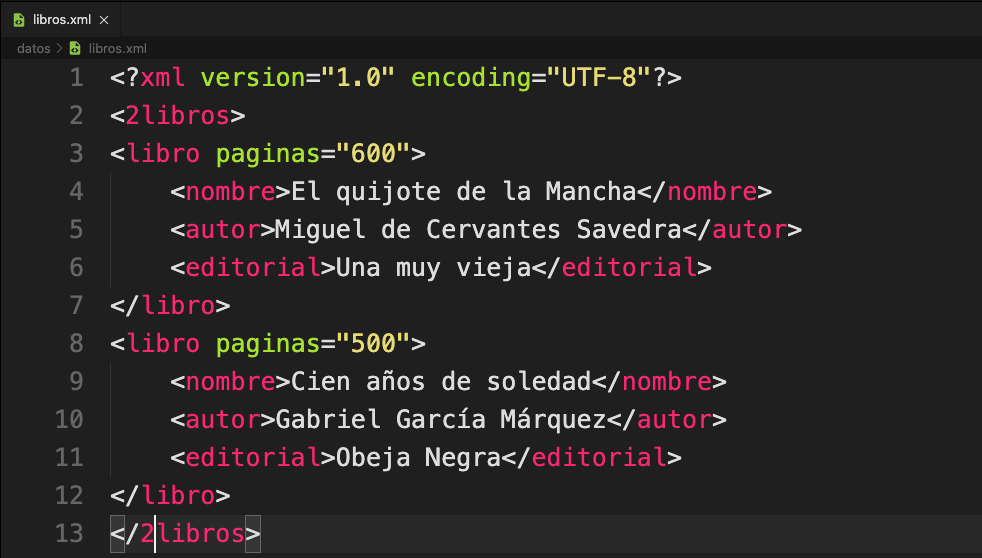 libros.xml
datos > libros.xml
1 <?xml version="1.0" encoding="UTF-8"?>
2 <2libros>
3 <libro paginas="600">
4     <nombre>El quijote de la Mancha</nombre>
5     <autor>Miguel de Cervantes Savedra</autor>
6     <editorial>Una muy vieja</editorial>
7 </libro>
8 <libro paginas="500">
9     <nombre>Cien años de soledad</nombre>
10     <autor>Gabriel García Márquez</autor>
11     <editorial>Obeja Negra</editorial>
12 </libro>
13 </2libros>